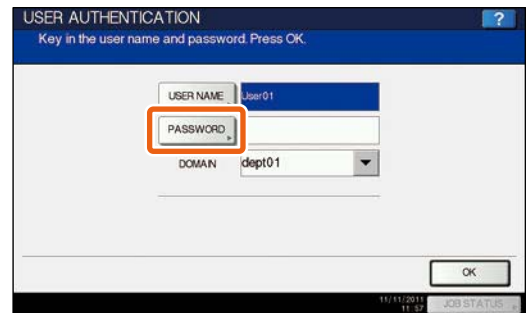 USER AUTHENTICATION
?
Key in the user name and password. Press OK.
USER NAME User01
PASSWORD
DOMAIN dept01
OK
11/11/2011
11:57
JOB STATUS